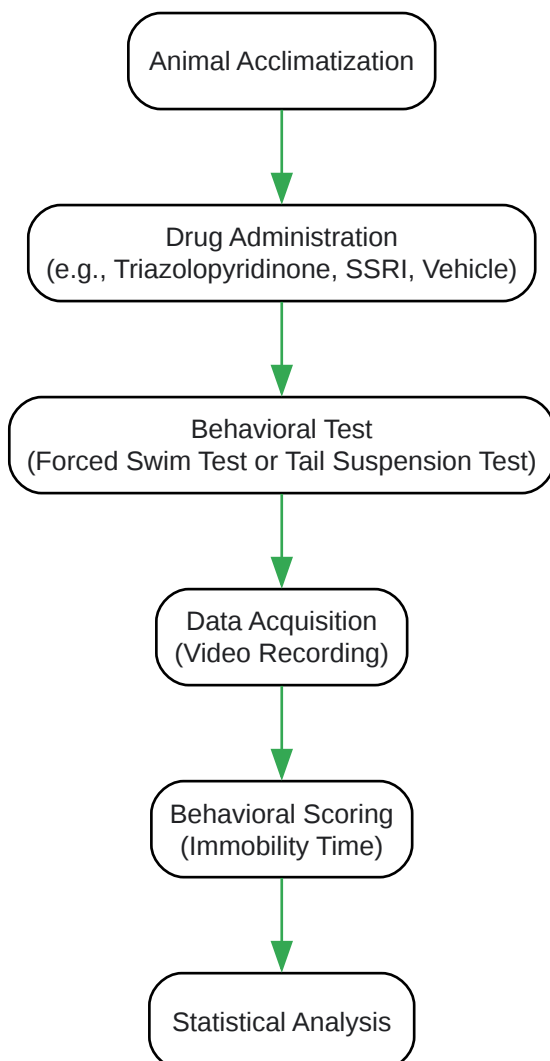 Animal Acclimatization
Drug Administration
(e.g., Triazolopyridinone, SSRI, Vehicle)
Behavioral Test
(Forced Swim Test or Tail Suspension Test)
Data Acquisition
(Video Recording)
Behavioral Scoring
(Immobility Time)
Statistical Analysis